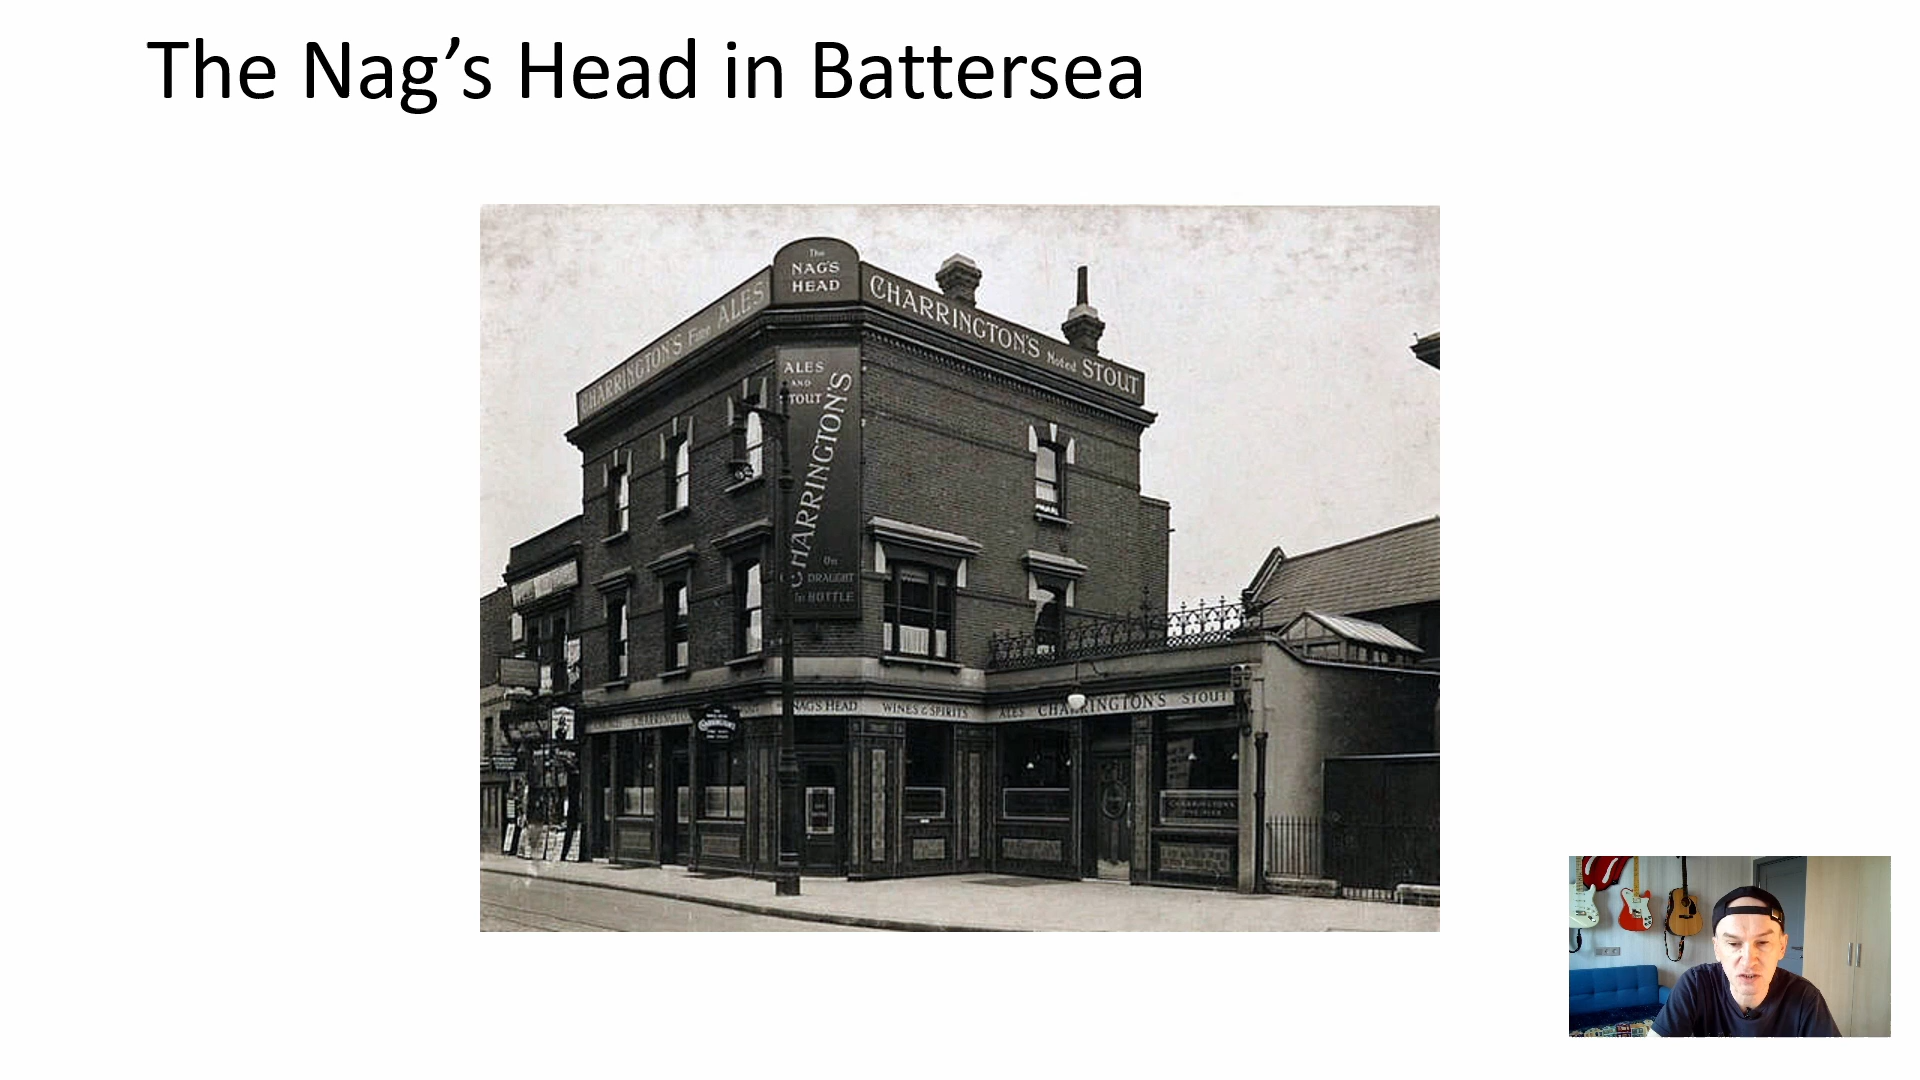 The Nag’s Head in Battersea
The
NAG'S
HEAD
CHARRINGTON'S Fine ALES
CHARRINGTON'S Noted STOUT
ALES
AND
STOUT
CHARRINGTON'S
On
DRAUGHT
In BOTTLE
NAG'S HEAD
WINES & SPIRITS
ALES CHARRINGTON'S STOUT